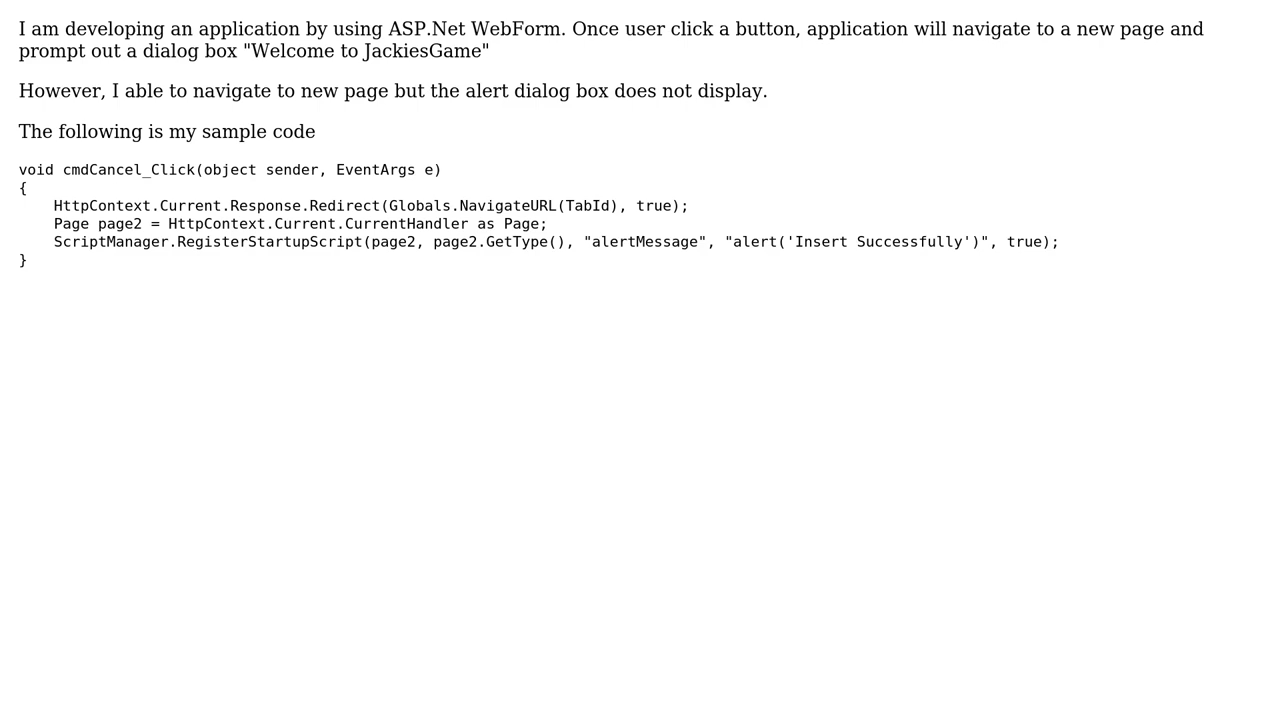 I am developing an application by using ASP.Net WebForm. Once user click a button, application will navigate to a new page and
prompt out a dialog box "Welcome to JackiesGame"
However, I able to navigate to new page but the alert dialog box does not display.
The following is my sample code
void cmdCancel_Click(object sender, EventArgs e)
{
    HttpContext.Current.Response.Redirect(Globals.NavigateURL(TabId), true);
    Page page2 = HttpContext.Current.CurrentHandler as Page;
    ScriptManager.RegisterStartupScript(page2, page2.GetType(), "alertMessage", "alert('Insert Successfully')", true);
}